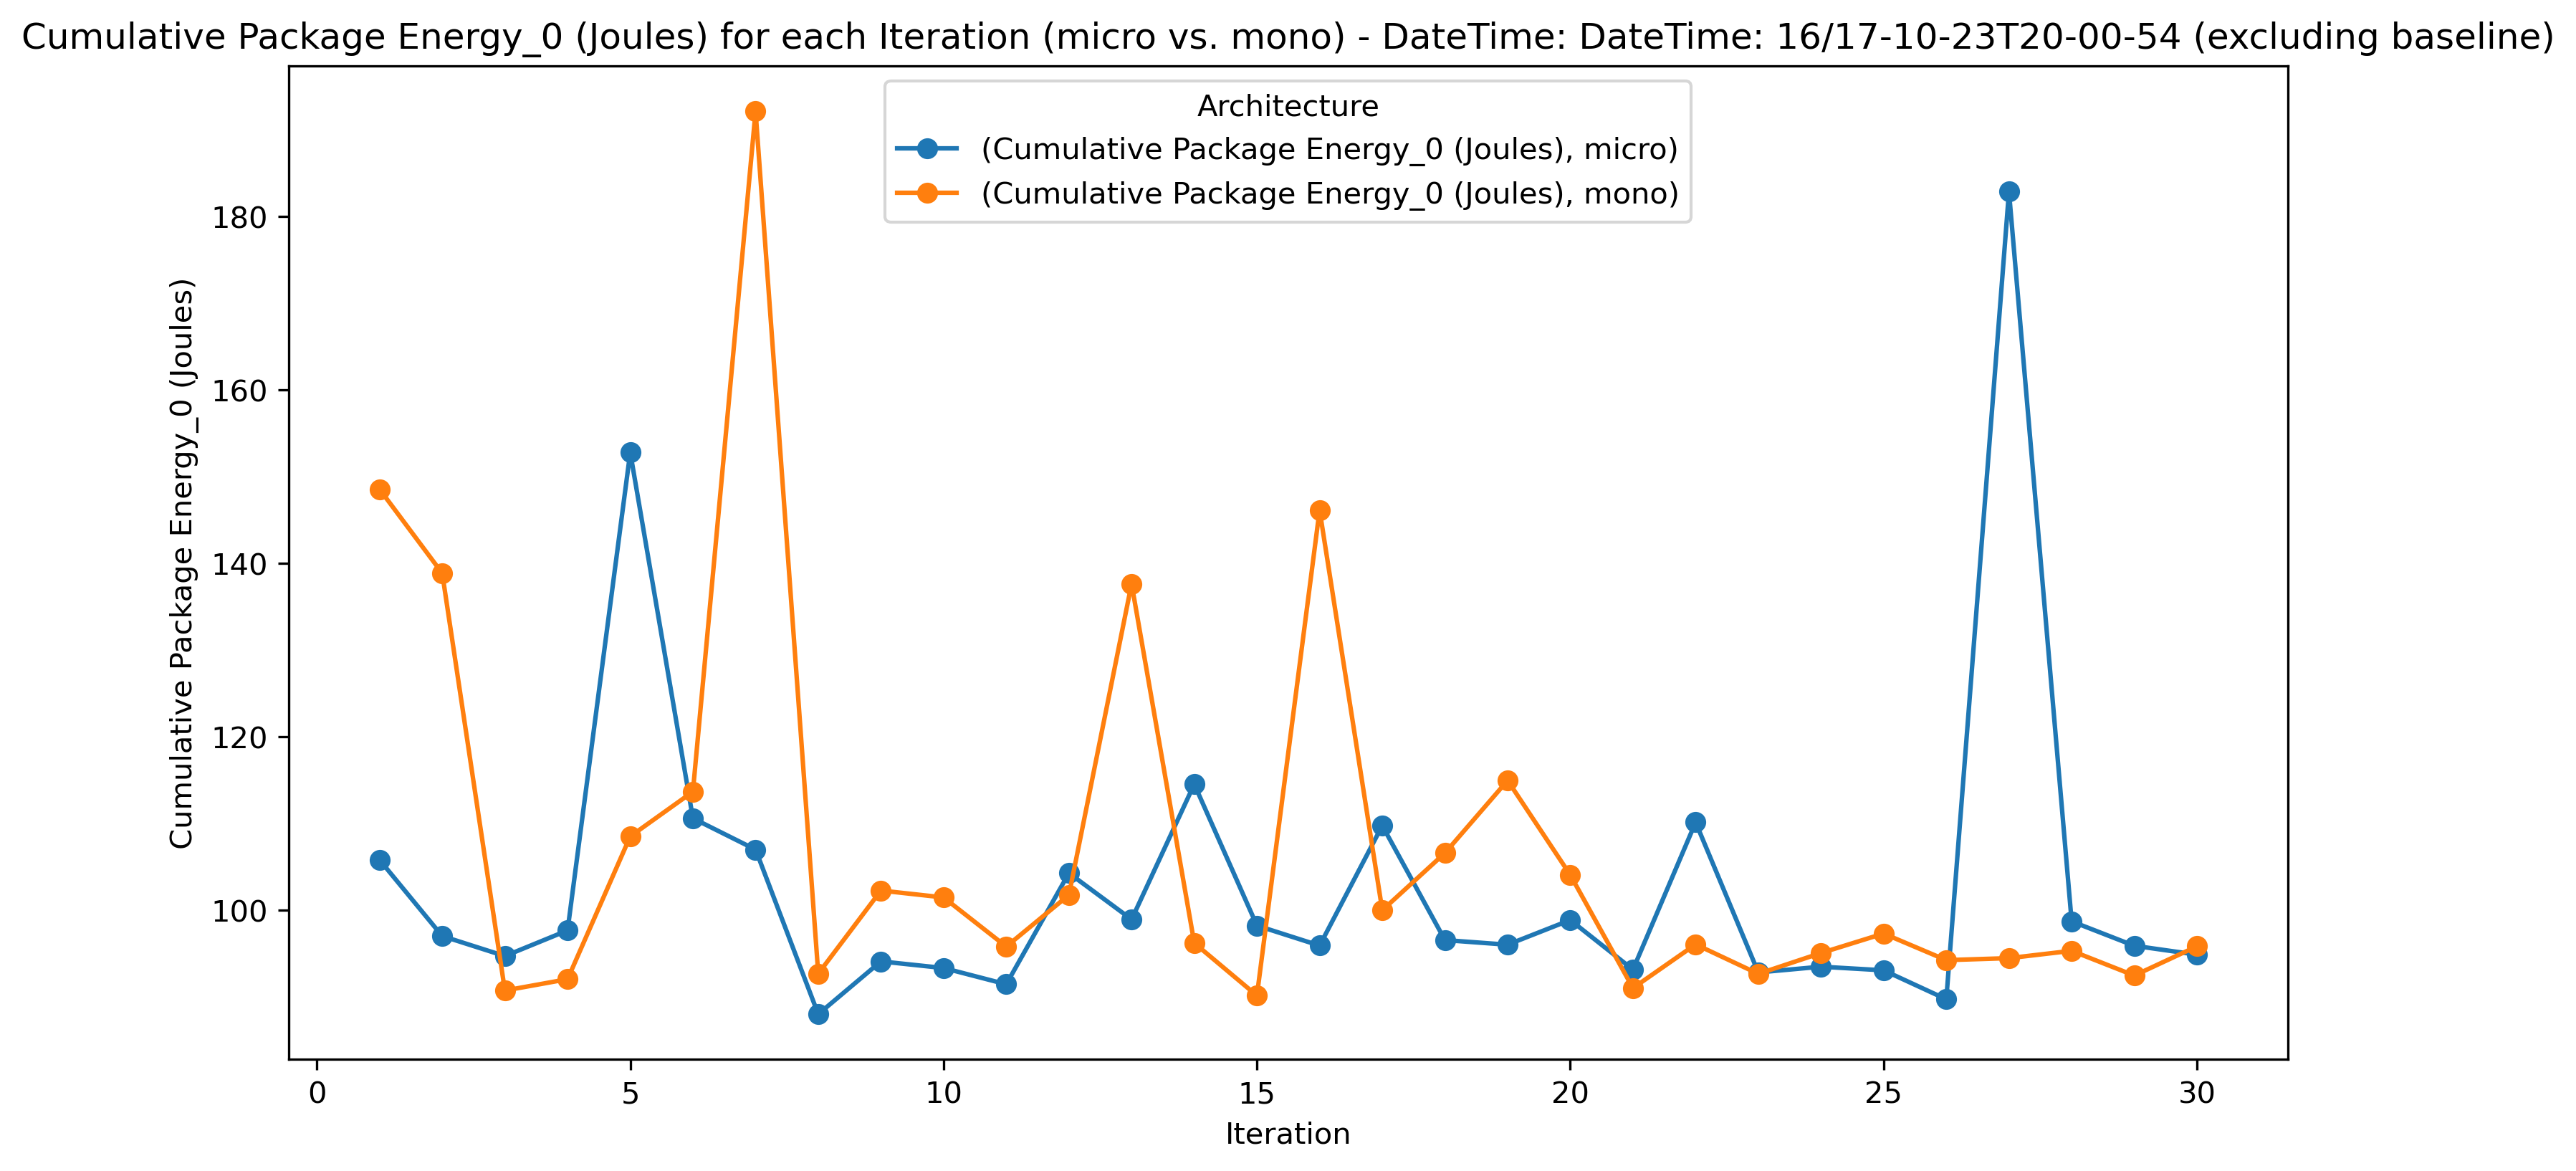 Cumulative Package Energy_0 (Joules) for each Iteration (micro vs. mono) - DateTime: DateTime: 16/17-10-23T20-00-54 (excluding baseline)
Architecture
(Cumulative Package Energy_0 (Joules), micro)
(Cumulative Package Energy_0 (Joules), mono)
Cumulative Package Energy_0 (Joules)
180
160
140
120
100
0 5 10 15 20 25 30
Iteration